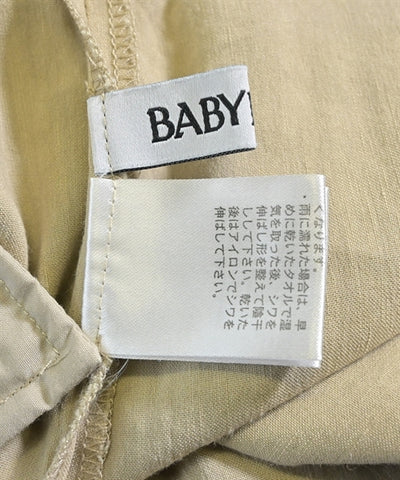 BABY
くなります。
・雨に濡れた場合は、早
めに乾いたタオルで湿
気を取った後、シワを
伸ばし形を整えて陰干
しして下さい。乾いた
後はアイロンでシワを
伸ばして下さい。